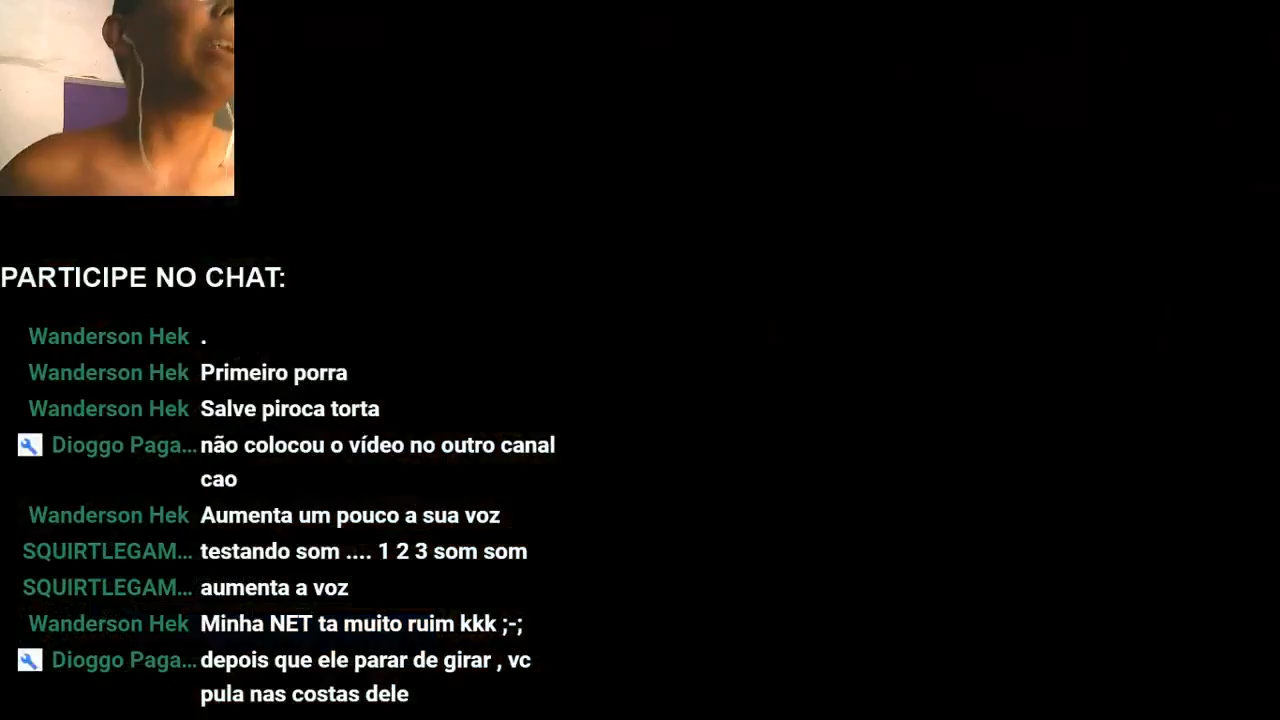 PARTICIPE NO CHAT:
Wanderson Hek .
Wanderson Hek Primeiro porra
Wanderson Hek Salve piroca torta
Dioggo Paga... não colocou o vídeo no outro canal
cao
Wanderson Hek Aumenta um pouco a sua voz
SQUIRTLEGAM... testando som .... 1 2 3 som som
SQUIRTLEGAM... aumenta a voz
Wanderson Hek Minha NET ta muito ruim kkk ;-;
Dioggo Paga... depois que ele parar de girar , vc
pula nas costas dele